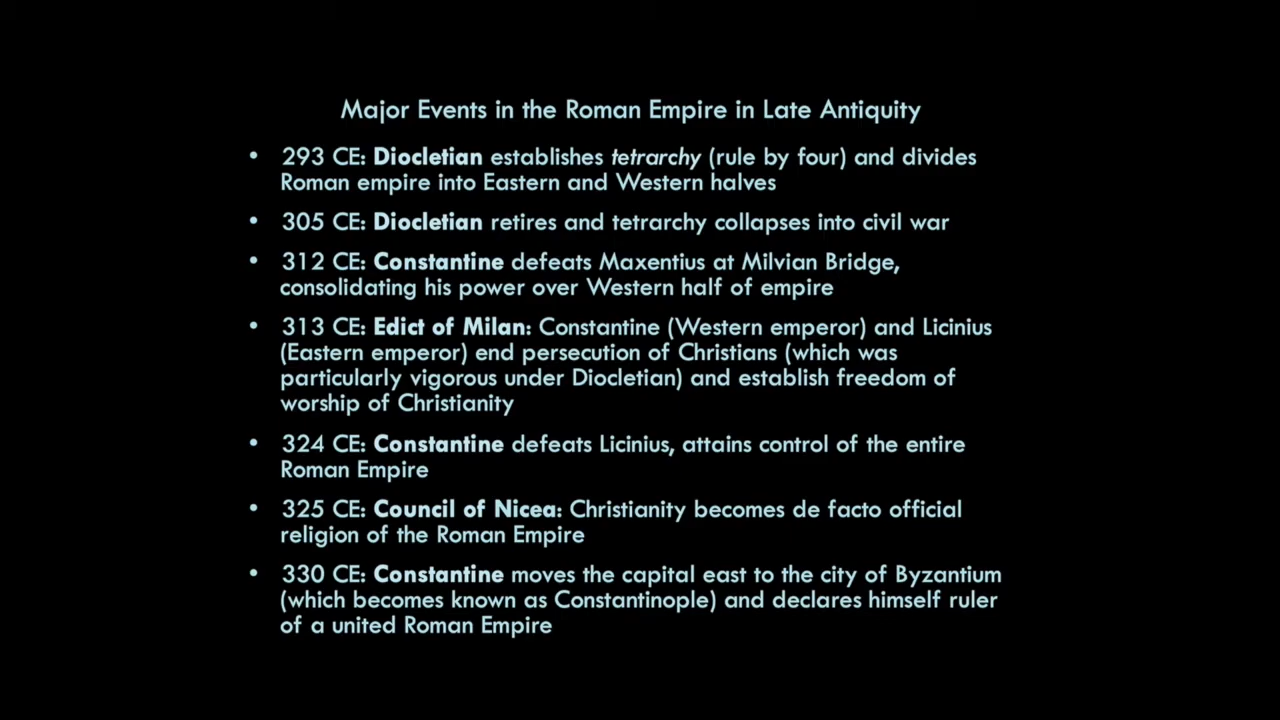 Major Events in the Roman Empire in Late Antiquity
• 293 CE: Diocletian establishes tetrarchy (rule by four) and divides
Roman empire into Eastern and Western halves
• 305 CE: Diocletian retires and tetrarchy collapses into civil war
• 312 CE: Constantine defeats Maxentius at Milvian Bridge,
consolidating his power over Western half of empire
• 313 CE: Edict of Milan: Constantine (Western emperor) and Licinius
(Eastern emperor) end persecution of Christians (which was
particularly vigorous under Diocletian) and establish freedom of
worship of Christianity
• 324 CE: Constantine defeats Licinius, attains control of the entire
Roman Empire
• 325 CE: Council of Nicea: Christianity becomes de facto official
religion of the Roman Empire
• 330 CE: Constantine moves the capital east to the city of Byzantium
(which becomes known as Constantinople) and declares himself ruler
of a united Roman Empire